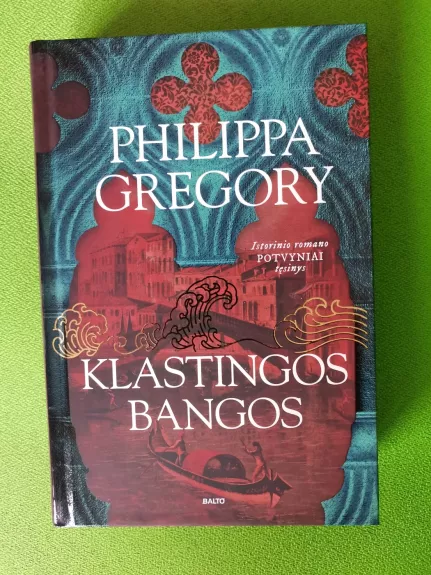 PHILIPPA
GREGORY
Istorinio romano
POTVYNIAI
tęsinys
KLASTINGOS
BANGOS
BALTO